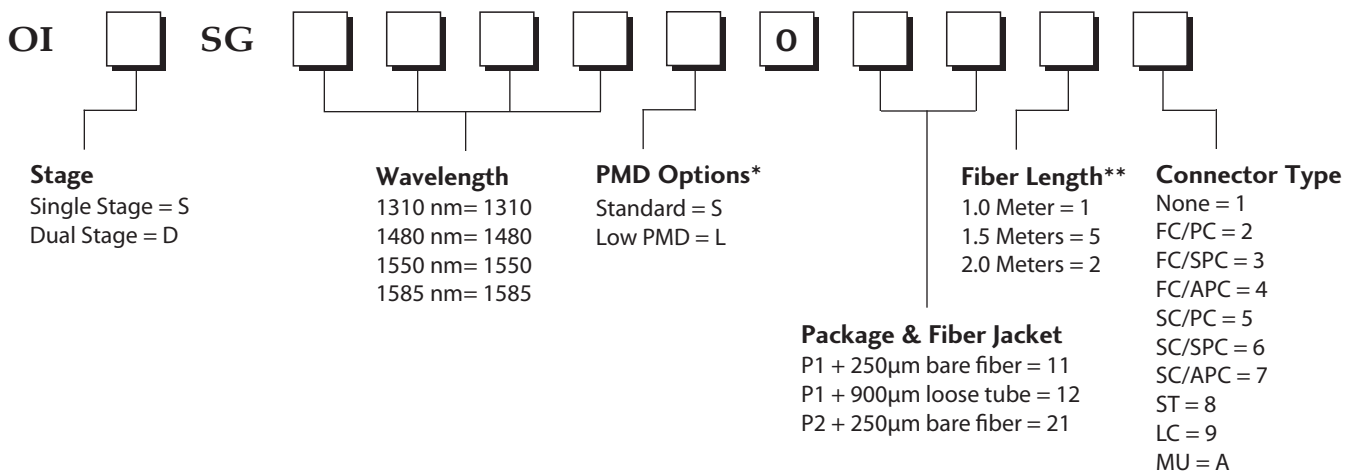 OI SG 0
Stage
Single Stage = S
Dual Stage = D
Wavelength
1310 nm= 1310
1480 nm= 1480
1550 nm= 1550
1585 nm= 1585
PMD Options*
Standard = S
Low PMD = L
Package & Fiber Jacket
P1 + 250µm bare fiber = 11
P1 + 900µm loose tube = 12
P2 + 250µm bare fiber = 21
Fiber Length**
1.0 Meter = 1
1.5 Meters = 5
2.0 Meters = 2
Connector Type
None = 1
FC/PC = 2
FC/SPC = 3
FC/APC = 4
SC/PC = 5
SC/SPC = 6
SC/APC = 7
ST = 8
LC = 9
MU = A